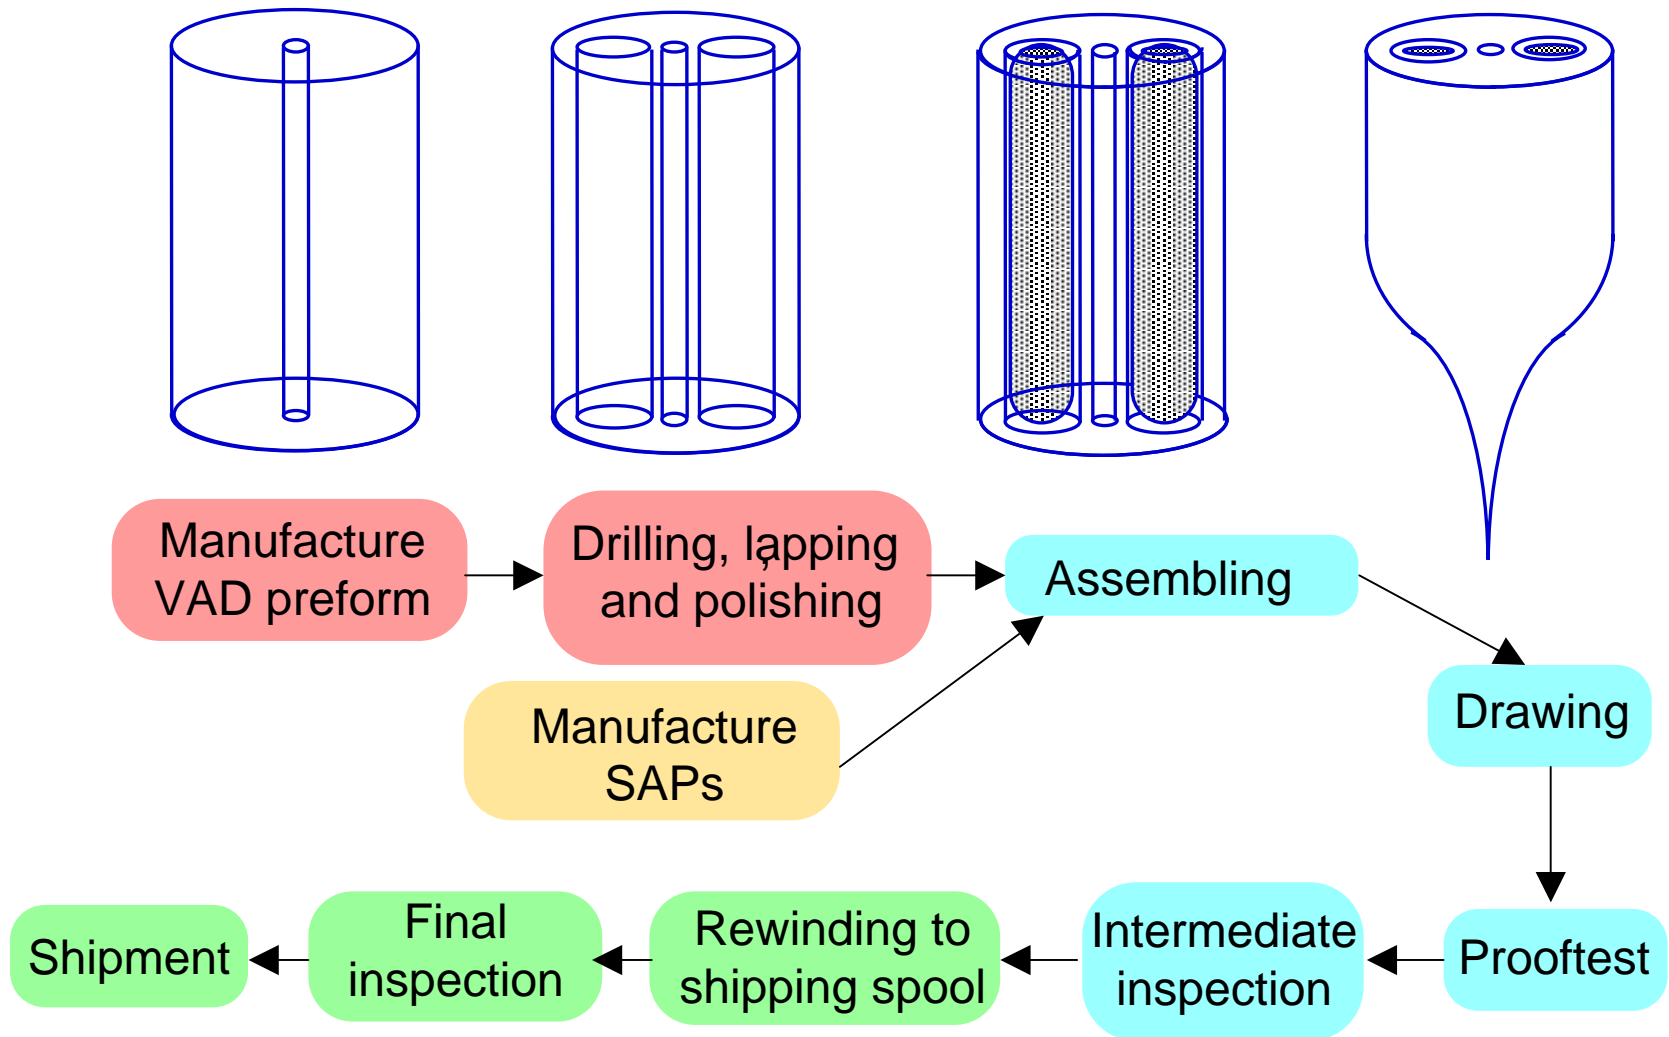 Manufacture
VAD preform
Drilling, lapping
,
and polishing
Assembling
Manufacture
SAPs
Drawing
Prooftest
Intermediate
inspection
Rewinding to
shipping spool
Final
inspection
Shipment